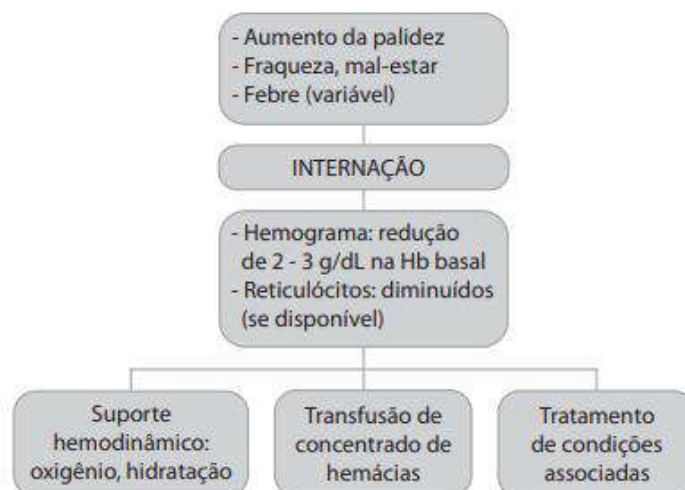 - Aumento da palidez
- Fraqueza, mal-estar
- Febre (variável)
INTERNAÇÃO
- Hemograma: redução
de 2 - 3 g/dL na Hb basal
- Reticulócitos: diminuídos
(se disponível)
Suporte
hemodinâmico:
oxigênio, hidratação
Transfusão de
concentrado de
hemácias
Tratamento
de condições
associadas